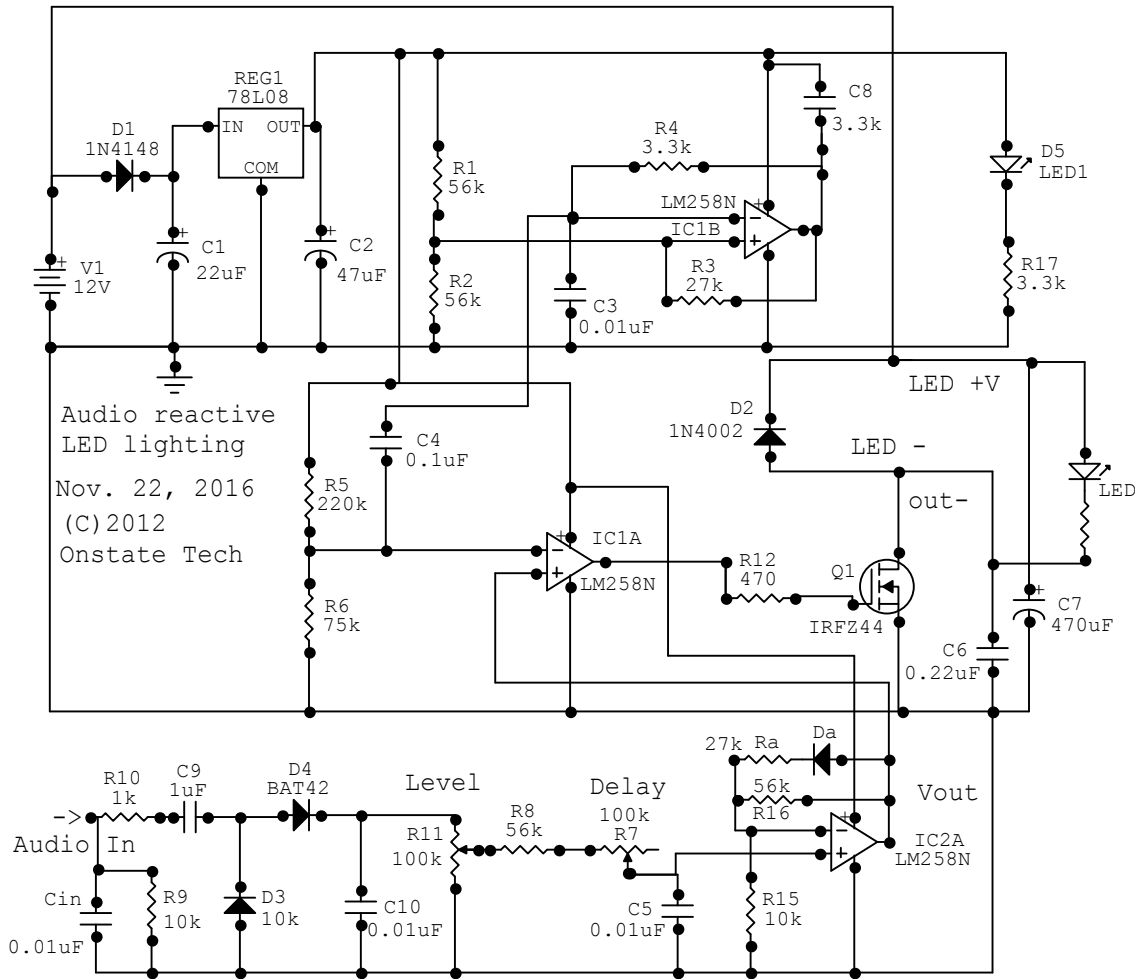 REG1
78L08
IN OUT
COM
D1
1N4148
C1
22uF
C2
47uF
V1
12V
+
+
+
R1
56k
R2
56k
R4
3.3k
C8
3.3k
LM258N
IC1B
+
−
+
R3
27k
C3
0.01uF
D5
LED1
R17
3.3k
Audio reactive
LED lighting
Nov. 22, 2016
(C)2012
Onstate Tech
C4
0.1uF
R5
220k
R6
75k
IC1A
LM258N
+
−
+
R12
470
Q1
IRFZ44
D2
1N4002
LED +V
LED -
out-
LED
C7
470uF
+
C6
0.22uF
R10
1k
C9
1uF
D4
BAT42
Level
Delay
100k
R7
R8
56k
R11
100k
->
Audio In
Cin
0.01uF
R9
10k
D3
10k
C10
0.01uF
C5
0.01uF
27k
Ra
Da
56k
R16
Vout
+
−
+
IC2A
LM258N
R15
10k